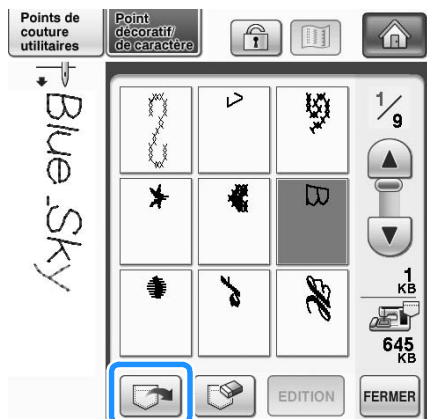 Points de
couture
utilitaires
Point
décoratif/
de caractère
Blue_Sky
1/9
1
KB
645
KB
EDITION
FERMER